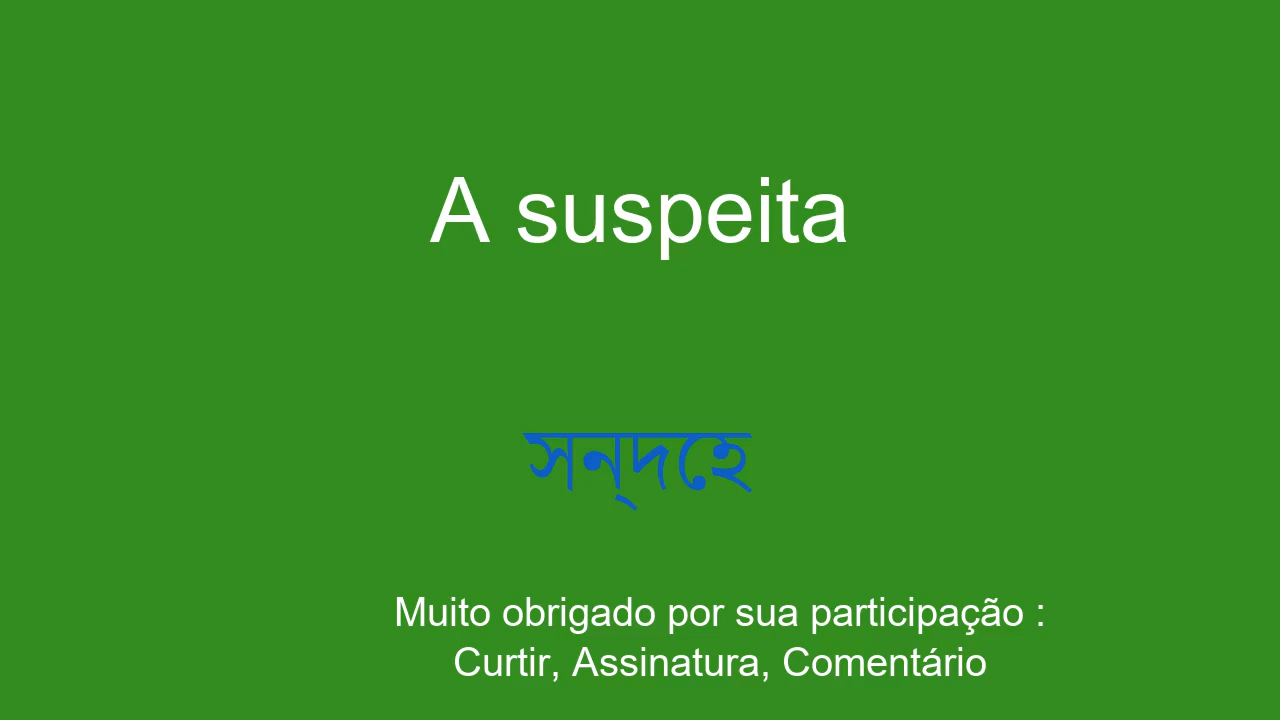 A suspeita
সন্দেহ
Muito obrigado por sua participação :
Curtir, Assinatura, Comentário